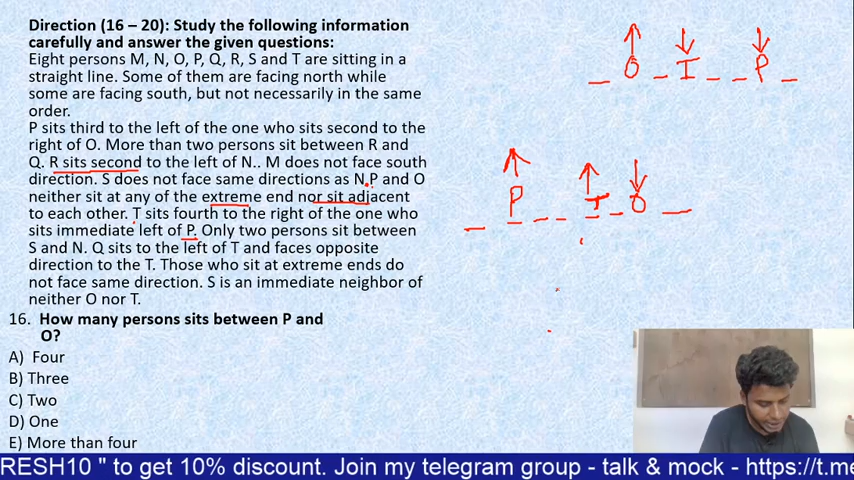 Direction (16 – 20): Study the following information
carefully and answer the given questions:
Eight persons M, N, O, P, Q, R, S and T are sitting in a
straight line. Some of them are facing north while
some are facing south, but not necessarily in the same
order.
P sits third to the left of the one who sits second to the
right of O. More than two persons sit between R and
Q. R sits second to the left of N.. M does not face south
direction. S does not face same directions as N.P and O
neither sit at any of the extreme end nor sit adjacent
to each other. T sits fourth to the right of the one who
sits immediate left of P. Only two persons sit between
S and N. Q sits to the left of T and faces opposite
direction to the T. Those who sit at extreme ends do
not face same direction. S is an immediate neighbor of
neither O nor T.
16. How many persons sits between P and
O?
A) Four
B) Three
C) Two
D) One
E) More than four
O T P
P T O
RESH10 " to get 10% discount. Join my telegram group - talk & mock - https://t.me